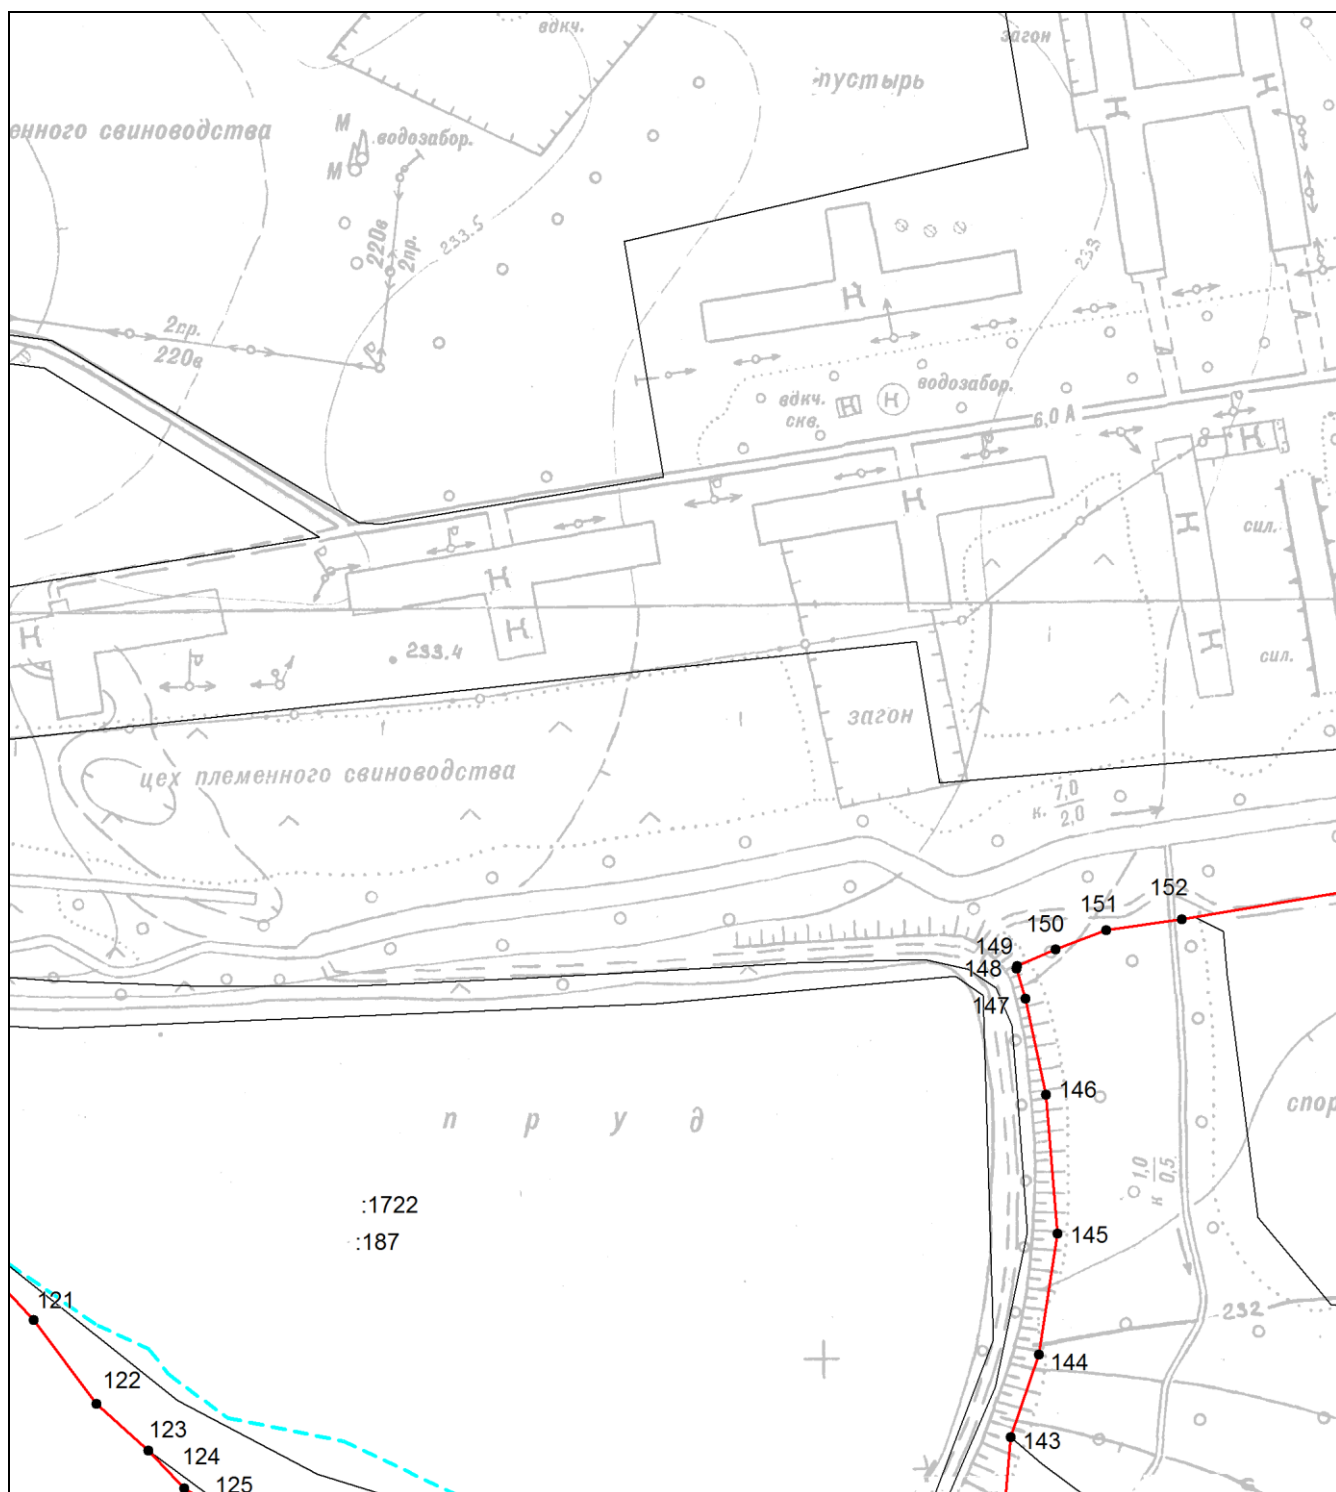 вдкч.
загон
пустырь
енного свиноводства
М
водозабор.
М
К
К
220в
2пр.
233.5
233
К
2пр.
220в
А
А
водозабор.
вдкч.
скв.
К
К
6,0 А
К
К
К
сил.
К
К
К
К
233.4
сил.
загон
цех племенного свиноводства
к. 7,0
2,0
152
151
150
149
148
147
146
п р у д
спор
1,0
к 0,5
:1722
:187
145
121
232
144
122
123
143
124
125